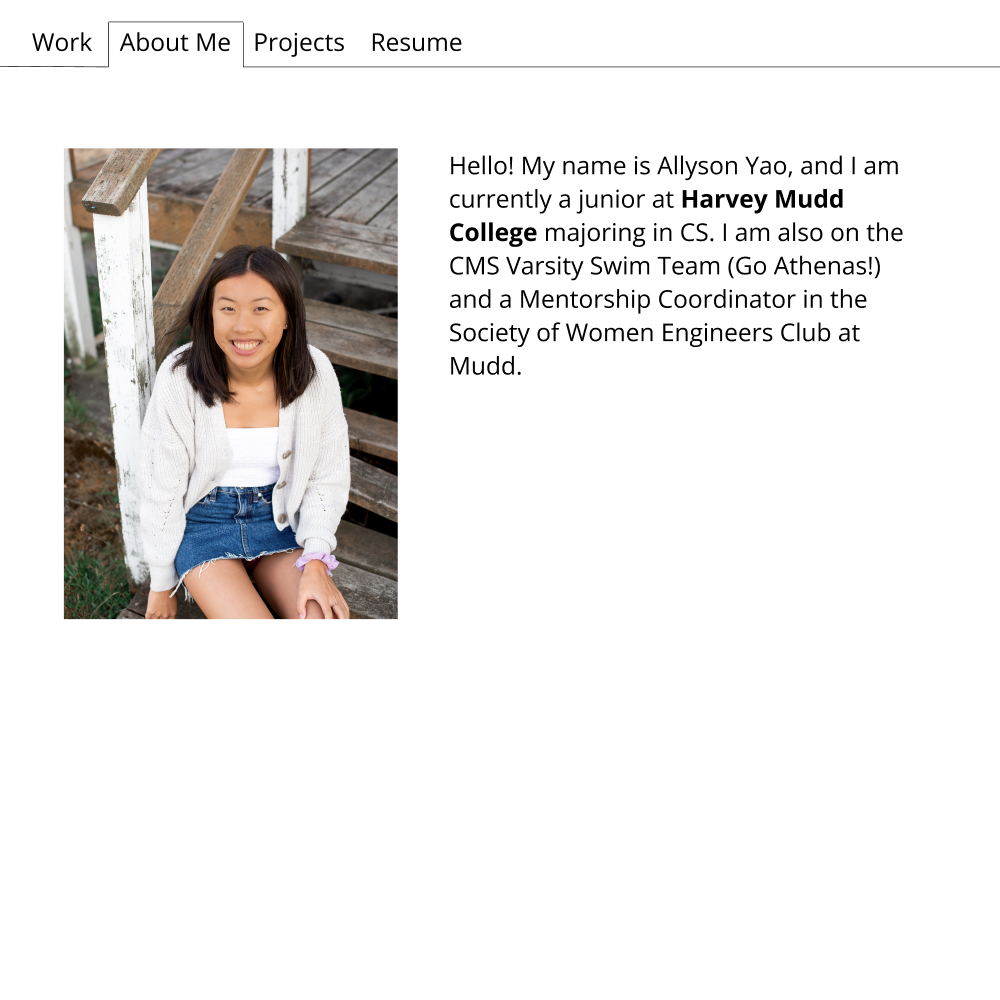 Work About Me Projects Resume
Hello! My name is Allyson Yao, and I am
currently a junior at Harvey Mudd
College majoring in CS. I am also on the
CMS Varsity Swim Team (Go Athenas!)
and a Mentorship Coordinator in the
Society of Women Engineers Club at
Mudd.